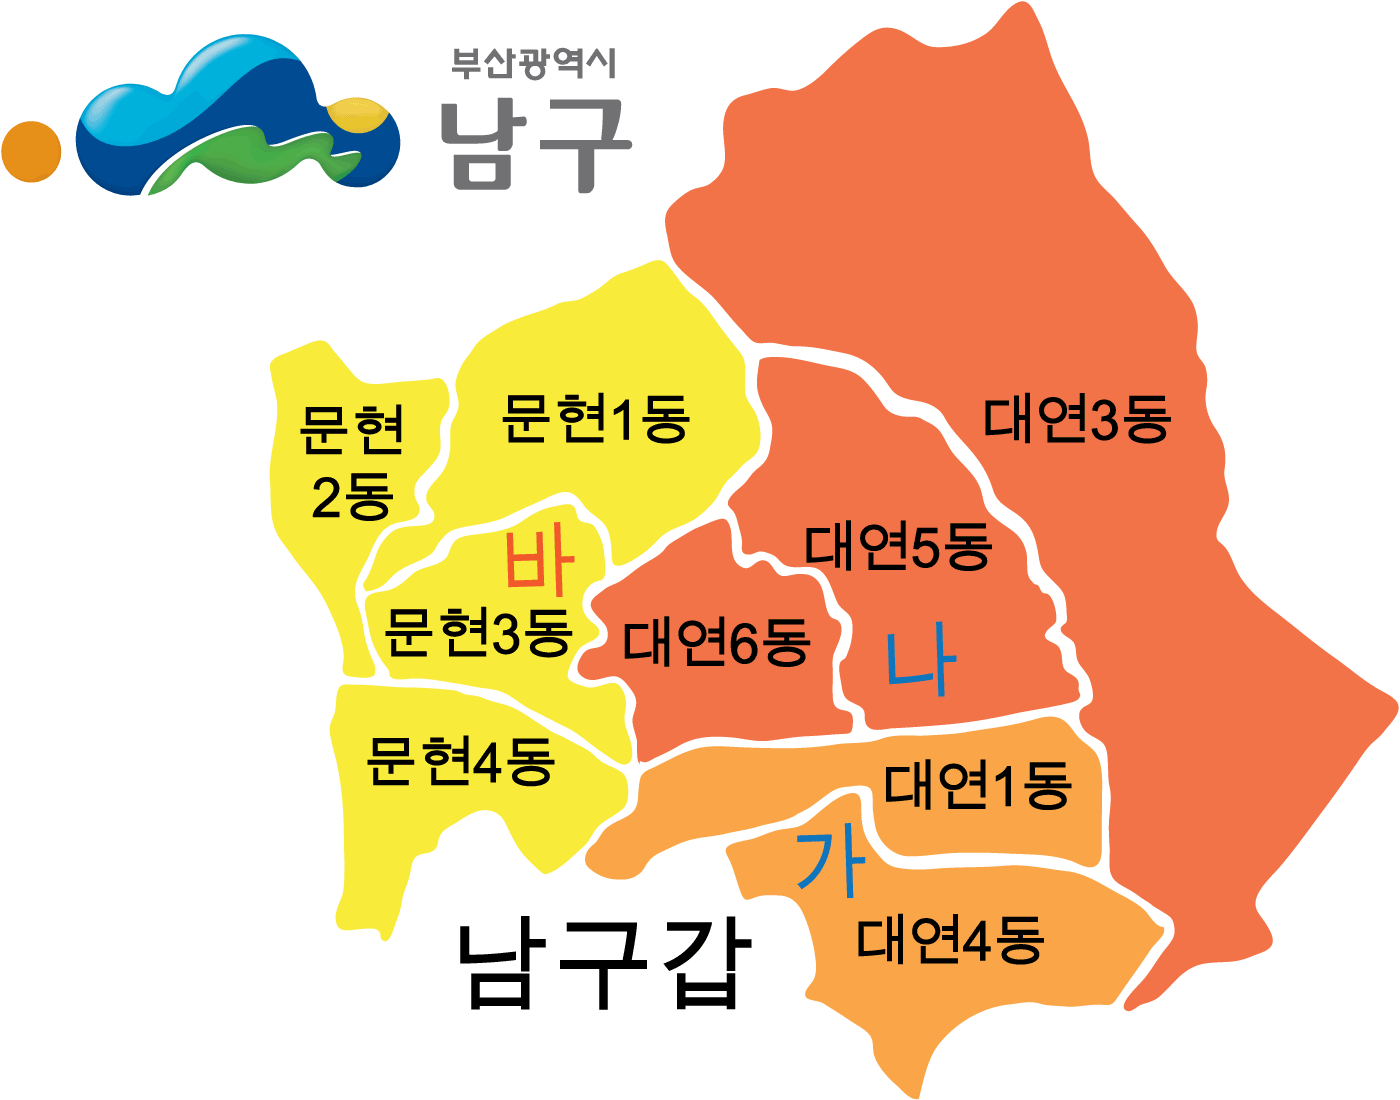 부산광역시
남구
문현1동
대연3동
문현
2동
대연5동
바
문현3동
대연6동
나
문현4동
대연1동
가
대연4동
남구갑